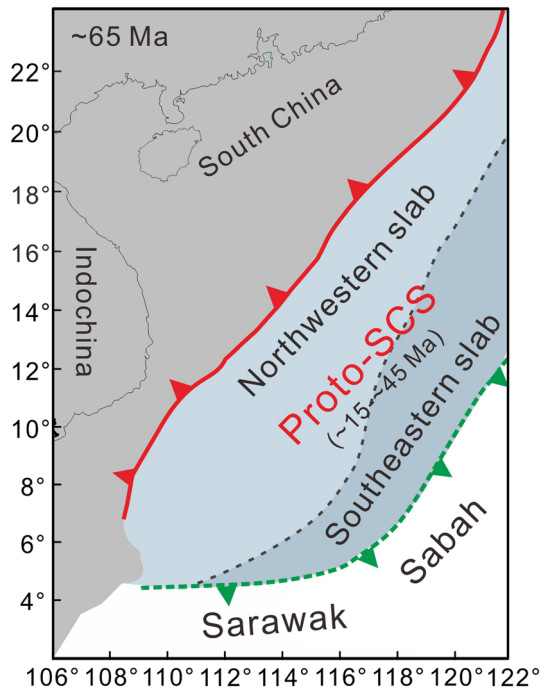 ~65 Ma
22°
20°
18°
16°
14°
12°
10°
8°
6°
4°
South China
Indochina
Northwestern slab
Proto-SCS
(~15-~45 Ma)
Southeastern slab
Sabah
Sarawak
106° 108° 110° 112° 114° 116° 118° 120° 122°